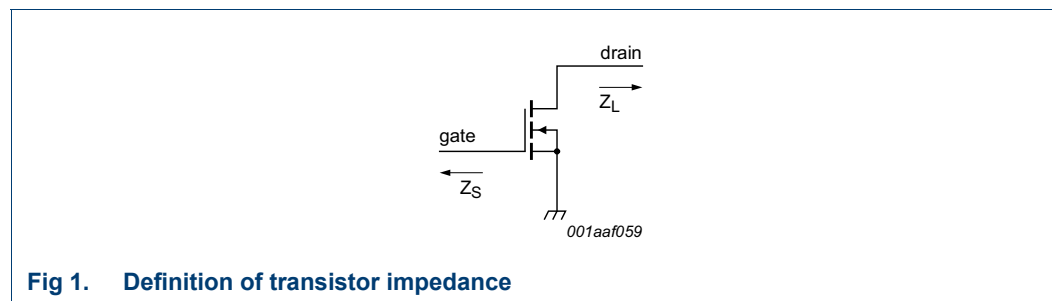 drain
Z_L
gate
Z_S
001aaf059
Fig 1. Definition of transistor impedance